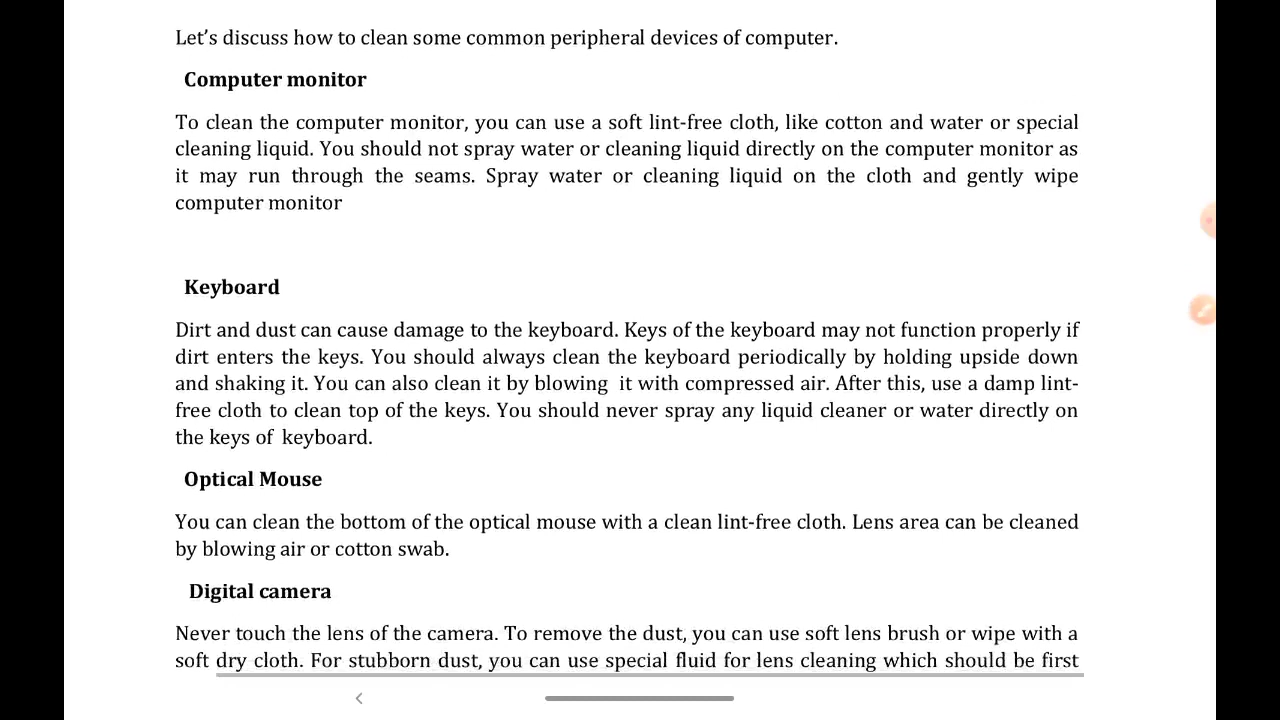 Let’s discuss how to clean some common peripheral devices of computer.
Computer monitor
To clean the computer monitor, you can use a soft lint-free cloth, like cotton and water or special
cleaning liquid. You should not spray water or cleaning liquid directly on the computer monitor as
it may run through the seams. Spray water or cleaning liquid on the cloth and gently wipe
computer monitor
Keyboard
Dirt and dust can cause damage to the keyboard. Keys of the keyboard may not function properly if
dirt enters the keys. You should always clean the keyboard periodically by holding upside down
and shaking it. You can also clean it by blowing  it with compressed air. After this, use a damp lint-
free cloth to clean top of the keys. You should never spray any liquid cleaner or water directly on
the keys of  keyboard.
Optical Mouse
You can clean the bottom of the optical mouse with a clean lint-free cloth. Lens area can be cleaned
by blowing air or cotton swab.
Digital camera
Never touch the lens of the camera. To remove the dust, you can use soft lens brush or wipe with a
soft dry cloth. For stubborn dust, you can use special fluid for lens cleaning which should be first